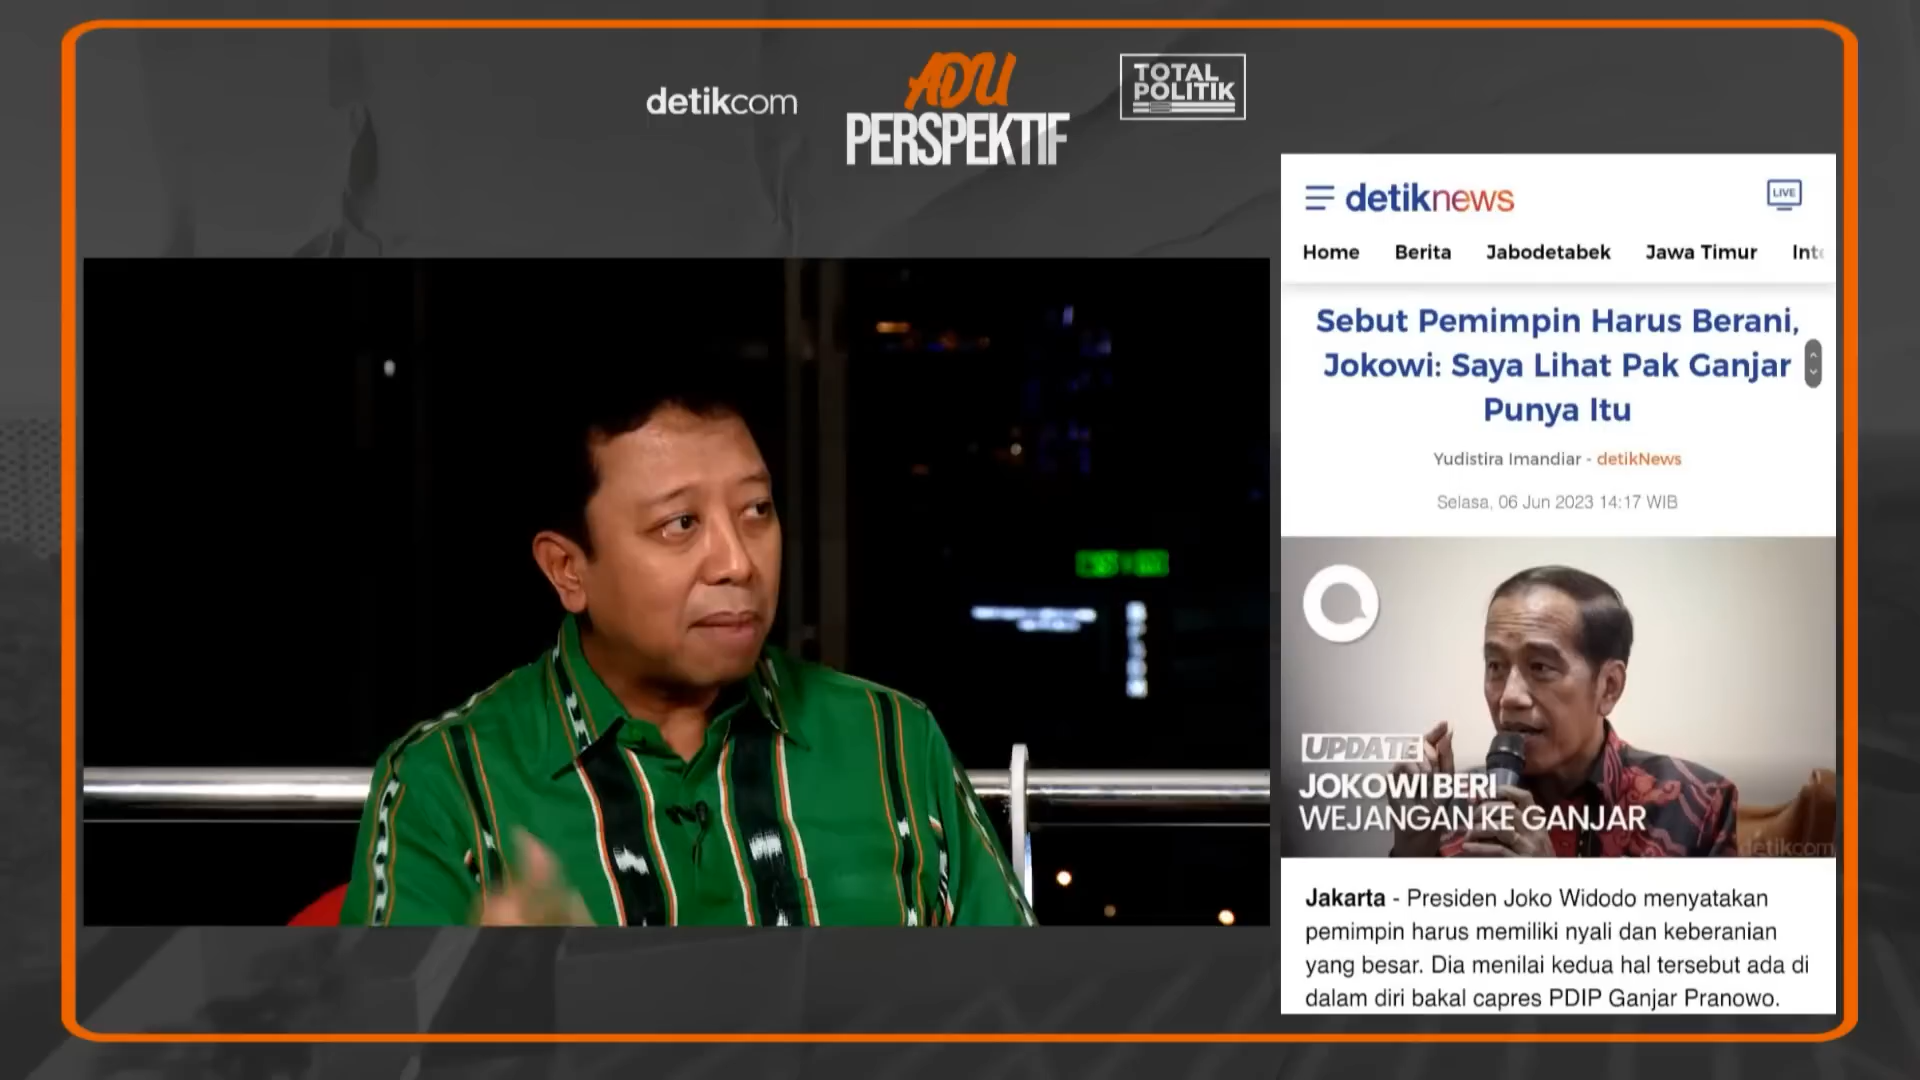 detikcom
ADU
PERSPEKTIF
TOTAL
POLITIK
detiknews
LIVE
Home Berita Jabodetabek Jawa Timur Inte
Sebut Pemimpin Harus Berani,
Jokowi: Saya Lihat Pak Ganjar
Punya Itu
Yudistira Imandiar - detikNews
Selasa, 06 Jun 2023 14:17 WIB
UPDATE
JOKOWI BERI
WEJANGAN KE GANJAR
detikcom
Jakarta - Presiden Joko Widodo menyatakan
pemimpin harus memiliki nyali dan keberanian
yang besar. Dia menilai kedua hal tersebut ada di
dalam diri bakal capres PDIP Ganjar Pranowo.